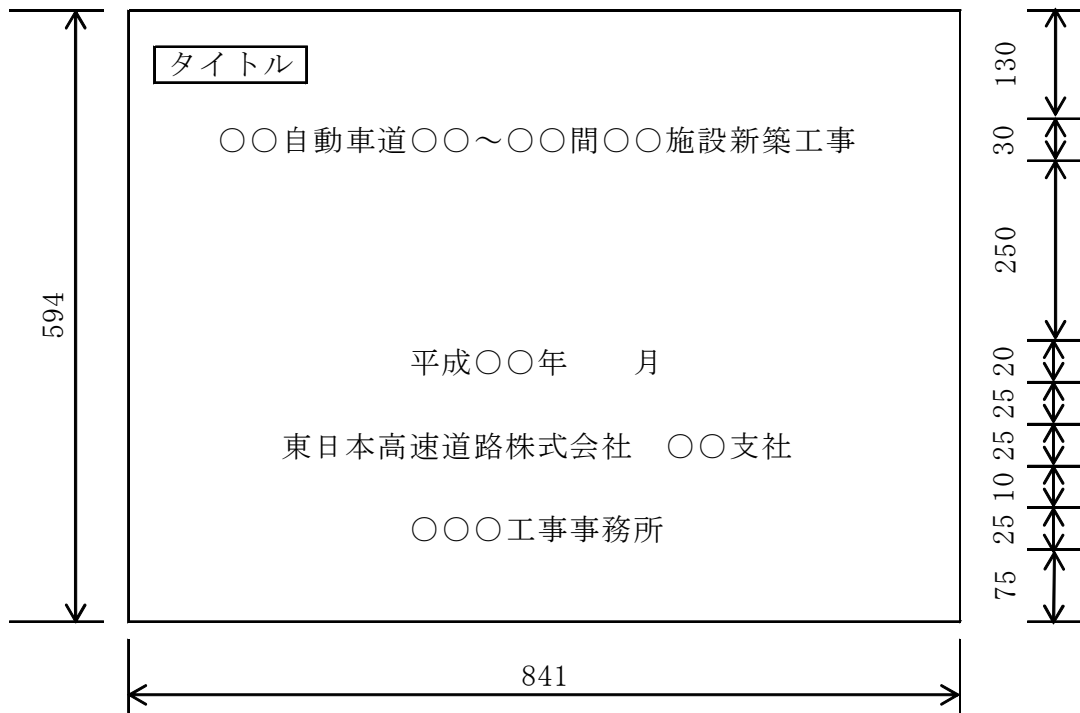 タイトル
○○自動車道○○~○○間○○施設新築工事
平成○○年　　月
東日本高速道路株式会社　○○支社
○○○工事事務所
594
841
130
30
250
20
25
25
10
25
75